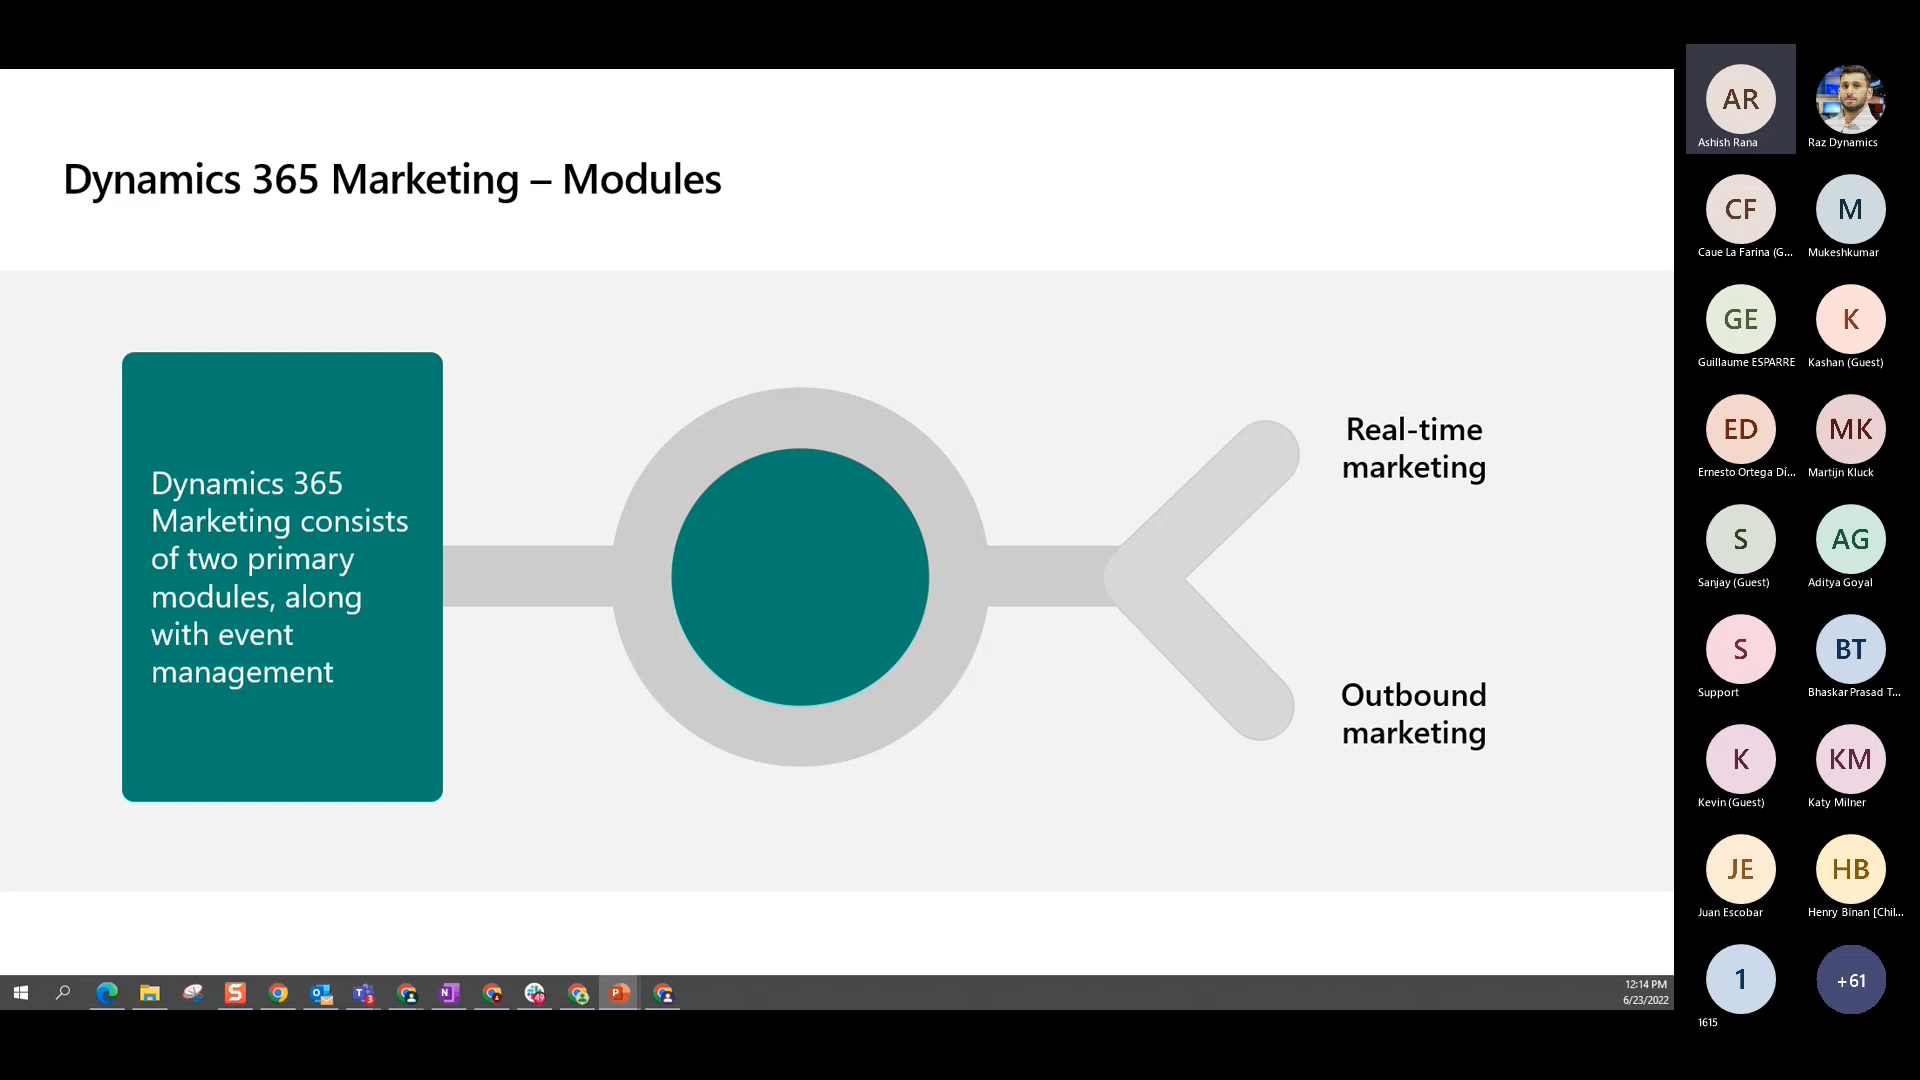 Dynamics 365 Marketing – Modules
Dynamics 365
Marketing consists
of two primary
modules, along
with event
management
Real-time
marketing
Outbound
marketing
AR
Ashish Rana
Raz Dynamics
CF
Caue La Farina (G...
M
Mukeshkumar
GE
Guillaume ESPARRE
K
Kashan (Guest)
ED
Ernesto Ortega Dí...
MK
Martijn Kluck
S
Sanjay (Guest)
AG
Aditya Goyal
S
Support
BT
Bhaskar Prasad T...
K
Kevin (Guest)
KM
Katy Milner
JE
Juan Escobar
HB
Henry Binan [Chil...
1
1615
+61
12:14 PM
6/23/2022